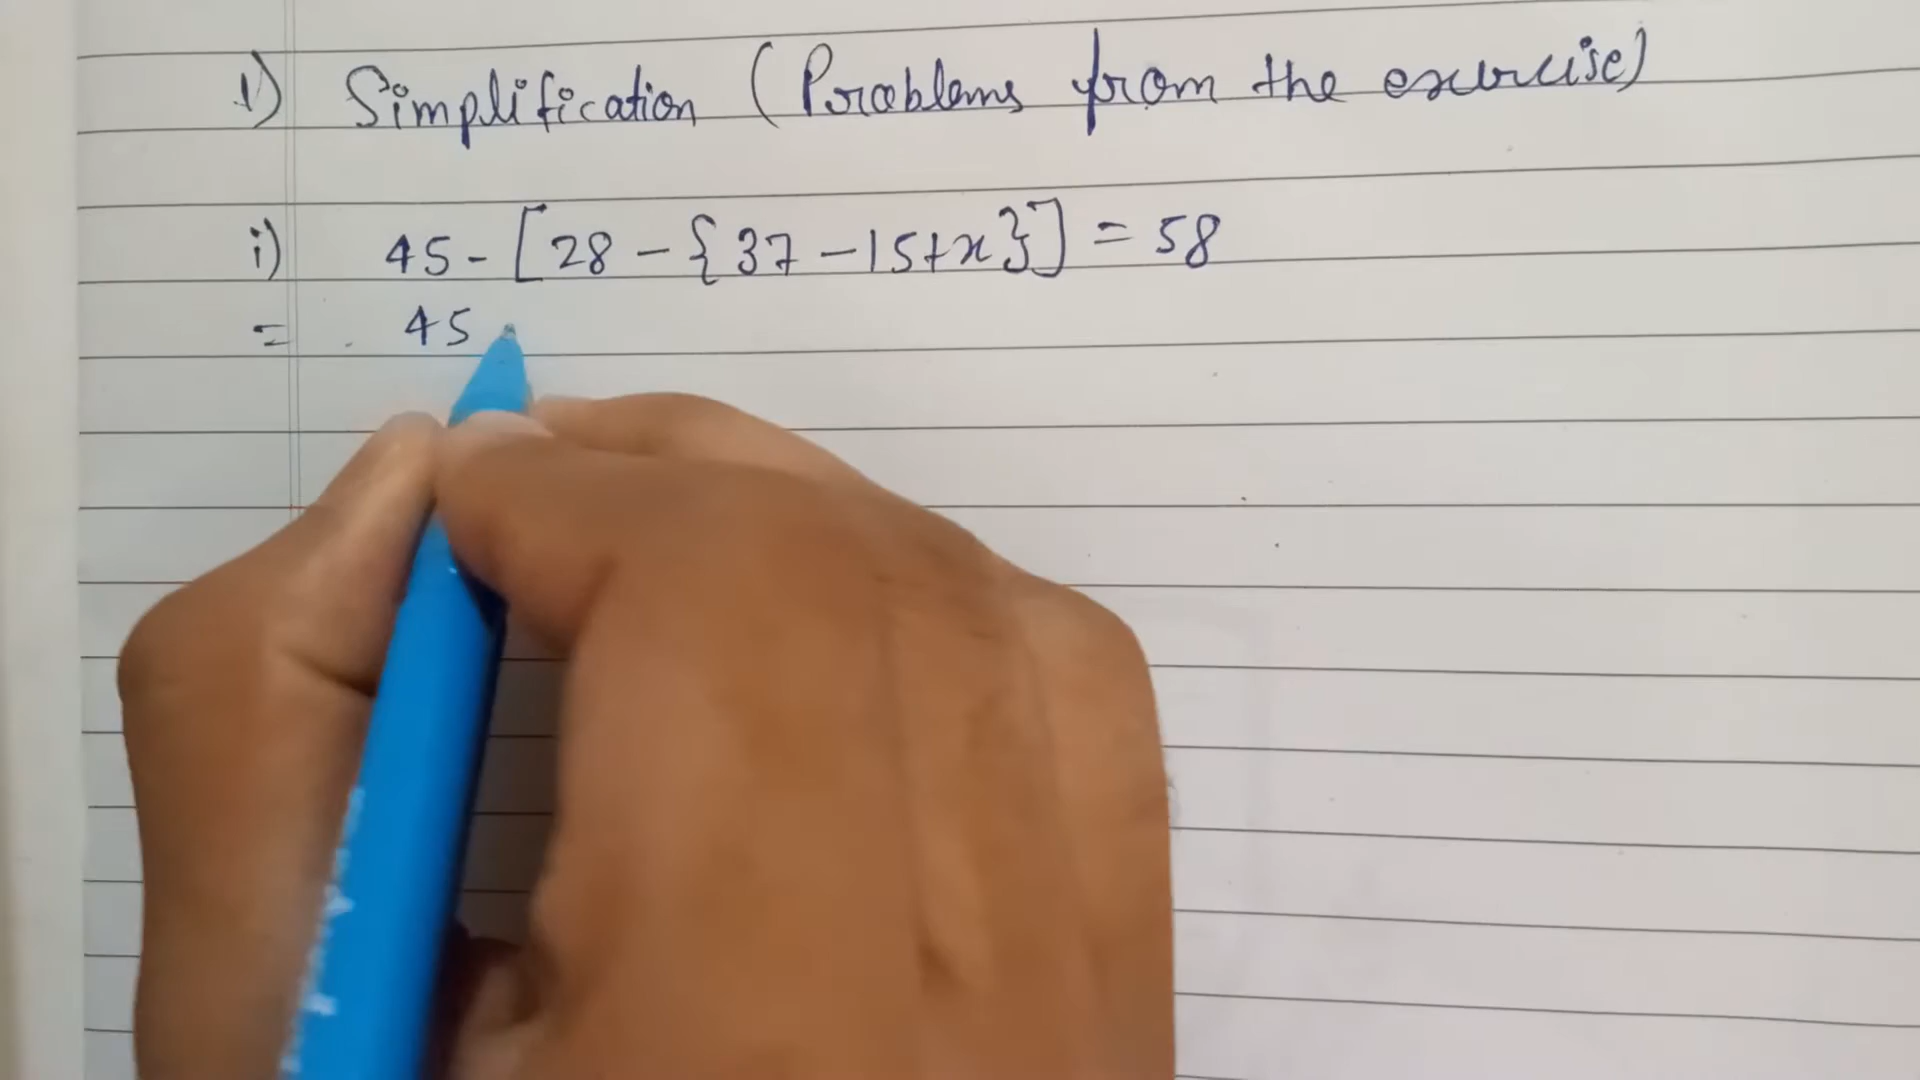 1) Simplification (Problems from the exercise)
i) 45 - [28 - {37 - 15 + x}] = 58
= 45